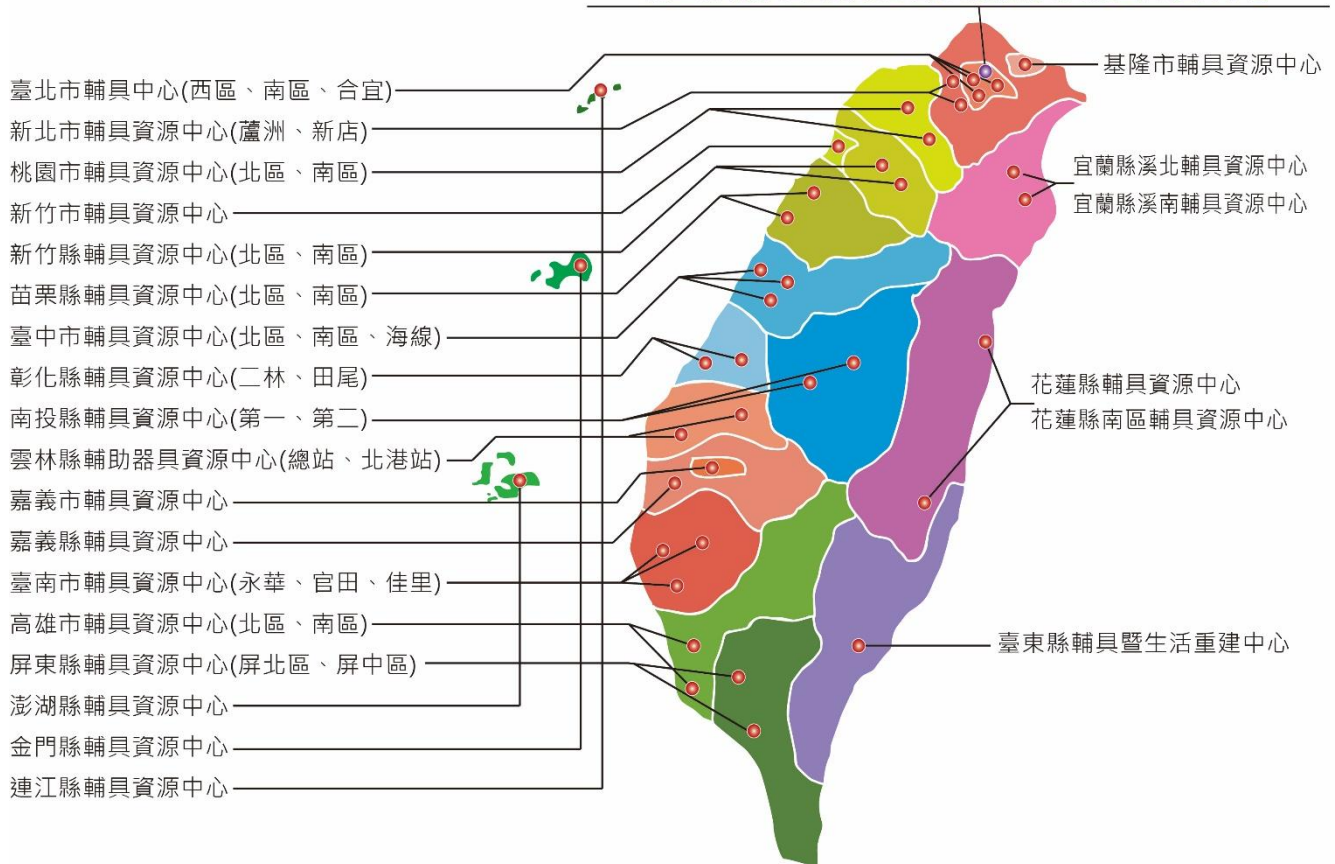 臺北市輔具中心(西區、南區、合宜)
新北市輔具資源中心(蘆洲、新店)
桃園市輔具資源中心(北區、南區)
新竹市輔具資源中心
新竹縣輔具資源中心(北區、南區)
苗栗縣輔具資源中心(北區、南區)
臺中市輔具資源中心(北區、南區、海線)
彰化縣輔具資源中心(二林、田尾)
南投縣輔具資源中心(第一、第二)
雲林縣輔助器具資源中心(總站、北港站)
嘉義市輔具資源中心
嘉義縣輔具資源中心
臺南市輔具資源中心(永華、官田、佳里)
高雄市輔具資源中心(北區、南區)
屏東縣輔具資源中心(屏北區、屏中區)
澎湖縣輔具資源中心
金門縣輔具資源中心
連江縣輔具資源中心
基隆市輔具資源中心
宜蘭縣溪北輔具資源中心
宜蘭縣溪南輔具資源中心
花蓮縣輔具資源中心
花蓮縣南區輔具資源中心
臺東縣輔具暨生活重建中心